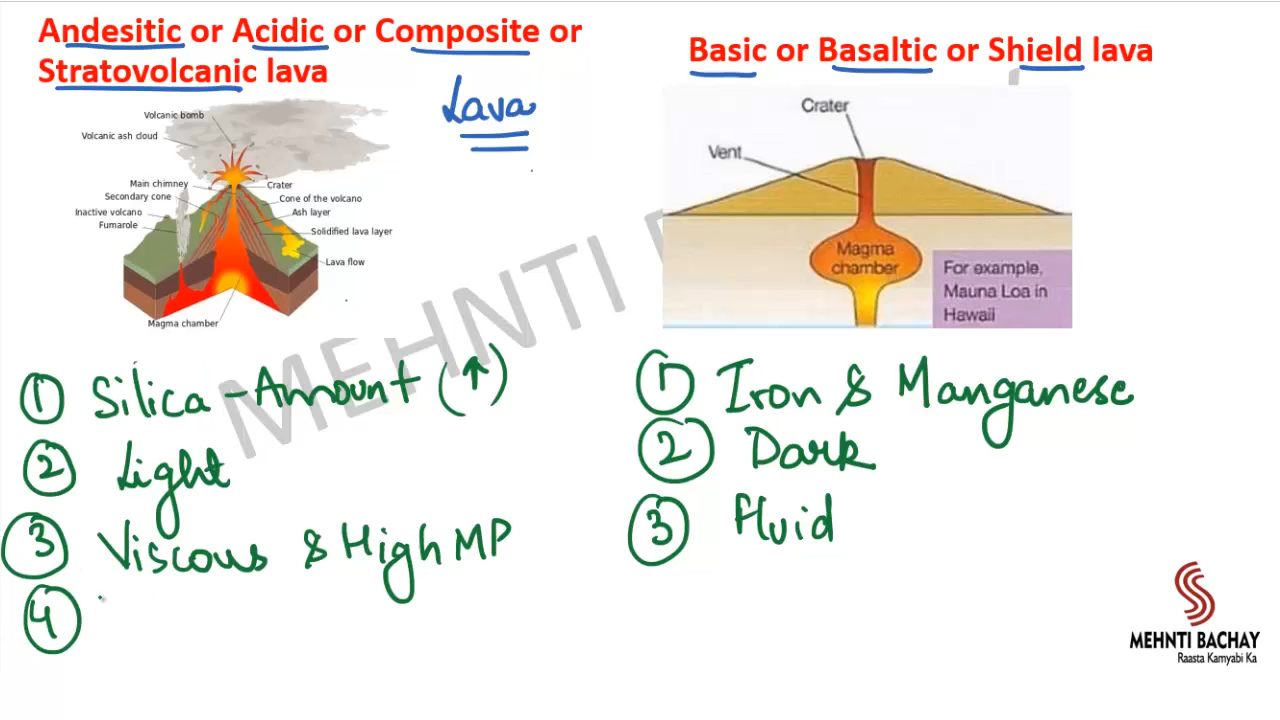 Andesitic or Acidic or Composite or
Stratovolcanic lava
Lava
Volcanic bomb
Volcanic ash cloud
Main chimney
Secondary cone
Inactive volcano
Fumarole
Crater
Cone of the volcano
Ash layer
Solidified lava layer
Lava flow
Magma chamber
① Silica - Amount (↑)
② Light
③ Viscous & High MP
④
Basic or Basaltic or Shield lava
Crater
Vent
Magma
chamber
For example,
Mauna Loa in
Hawaii
① Iron & Manganese
② Dark
③ Fluid
MEHNTI
MEHNTI BACHAY
Raasta Kamyabi Ka